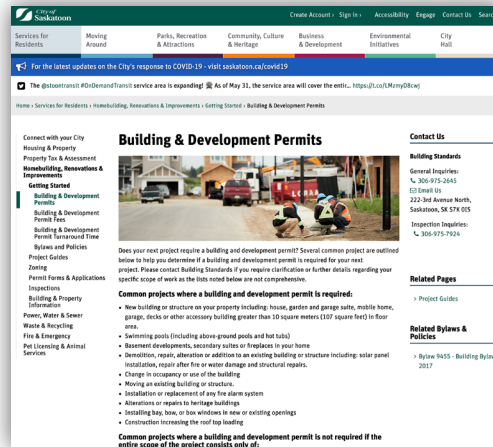 City of
Saskatoon
Create Account › Sign in › Accessibility Engage Contact Us Search
Services for
Residents
Moving
Around
Parks, Recreation
& Attractions
Community, Culture
& Heritage
Business
& Development
Environmental
Initiatives
City
Hall
For the latest updates on the City's response to COVID-19 - visit saskatoon.ca/covid19
The @stoontransit #OnDemandTransit service area is expanding! As of May 31, the service area will cover the entir... https://t.co/LMzmyD8cwj
Home › Services for Residents › Homebuilding, Renovations & Improvements › Getting Started › Building & Development Permits
Connect with your City
Housing & Property
Property Tax & Assessment
Homebuilding, Renovations &
Improvements
Getting Started
Building & Development
Permits
Building & Development
Permit Fees
Building & Development
Permit Turnaround Time
Bylaws and Policies
Project Guides
Zoning
Permit Forms & Applications
Inspections
Building & Property
Information
Power, Water & Sewer
Waste & Recycling
Fire & Emergency
Pet Licensing & Animal
Services
Building & Development Permits
LORAA
Does your next project require a building and development permit? Several common project are outlined
below to help you determine if a building and development permit is required for your next
project. Please contact Building Standards if you require clarification or further details regarding your
specific scope of work as the lists noted below are not comprehensive.
Common projects where a building and development permit is required:
• New building or structure on your property including: house, garden and garage suite, mobile home,
garage, decks or other accessory building greater than 10 square meters (107 square feet) in floor
area.
• Swimming pools (including above-ground pools and hot tubs)
• Basement developments, secondary suites or fireplaces in your home
• Demolition, repair, alteration or addition to an existing building or structure including: solar panel
installation, repair after fire or water damage and structural repairs.
• Change in occupancy or use of the building
• Moving an existing building or structure.
• Installation or replacement of any fire alarm system
• Alterations or repairs to heritage buildings
• Installing bay, bow, or box windows in new or existing openings
• Construction increasing the roof top loading
Common projects where a building and development permit is not required if the
entire scope of the project consists only of:
Contact Us
Building Standards
General Inquiries:
306-975-2645
Email Us
222-3rd Avenue North,
Saskatoon, SK S7K 0J5
Inspection Inquiries:
306-975-7924
Related Pages
› Project Guides
Related Bylaws &
Policies
› Bylaw 9455 - Building Bylaw
2017